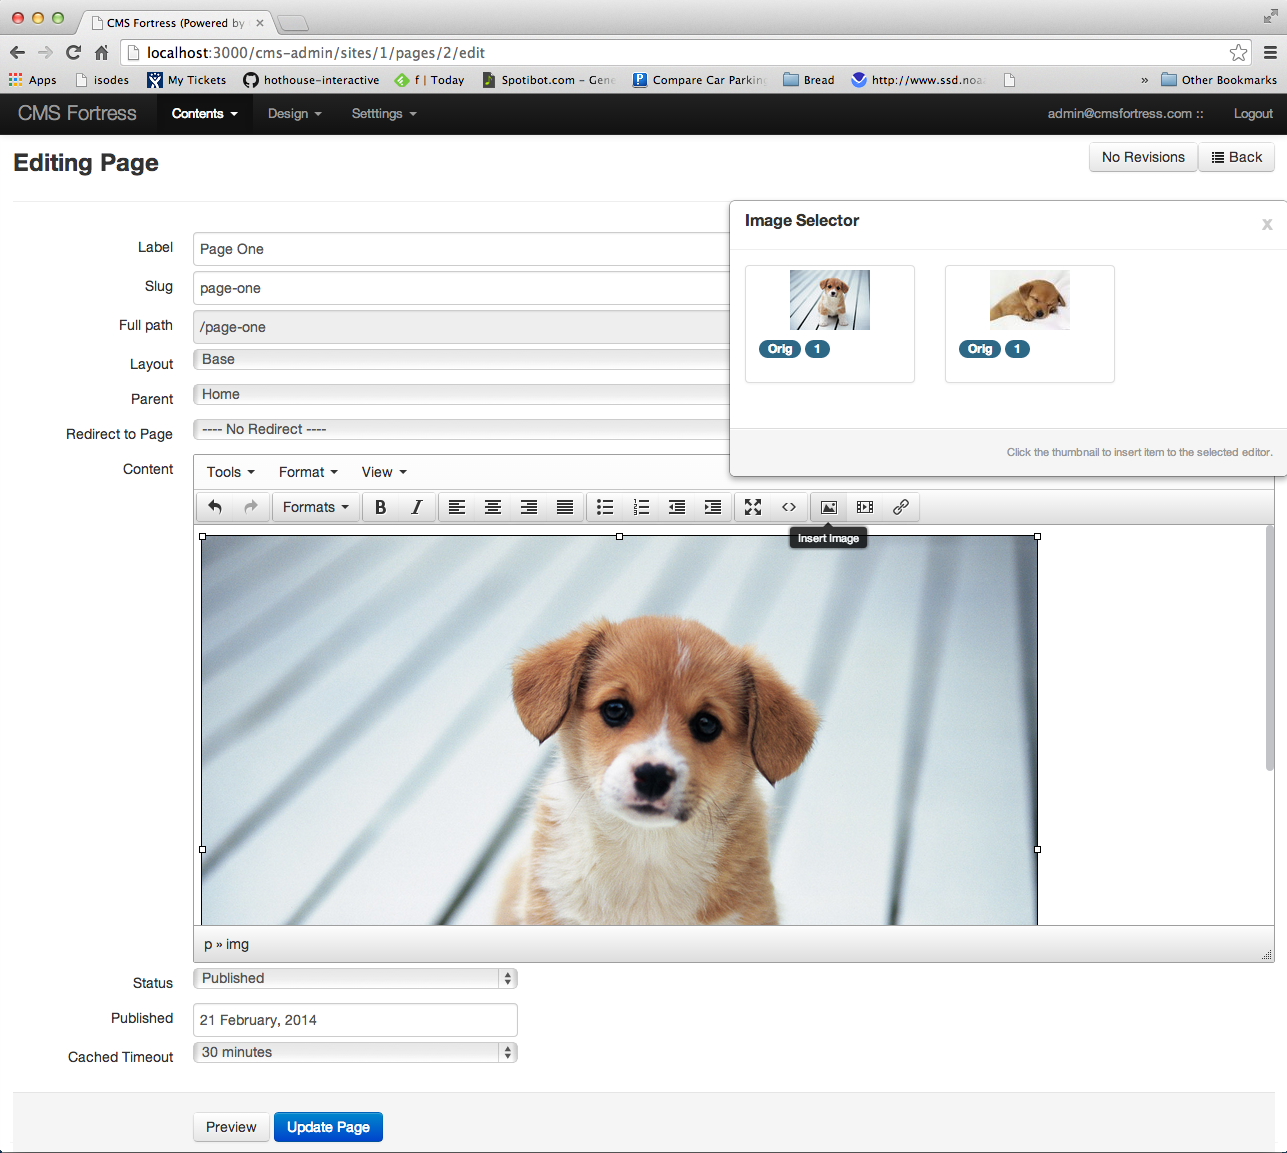 CMS Fortress (Powered by
localhost:3000/cms-admin/sites/1/pages/2/edit
Apps isodes My Tickets hothouse-interactive f | Today Spotibot.com – Gene Compare Car Parking Bread http://www.ssd.noa » Other Bookmarks
CMS Fortress Contents Design Setttings admin@cmsfortress.com :: Logout
Editing Page
No Revisions Back
Image Selector x
Label Page One
Slug page-one
Full path /page-one
Orig 1 Orig 1
Layout Base
Parent Home
Redirect to Page ---- No Redirect ----
Click the thumbnail to insert item to the selected editor.
Content Tools Format View
Formats B I
Insert Image
p » img
Status Published
Published 21 February, 2014
Cached Timeout 30 minutes
Preview Update Page